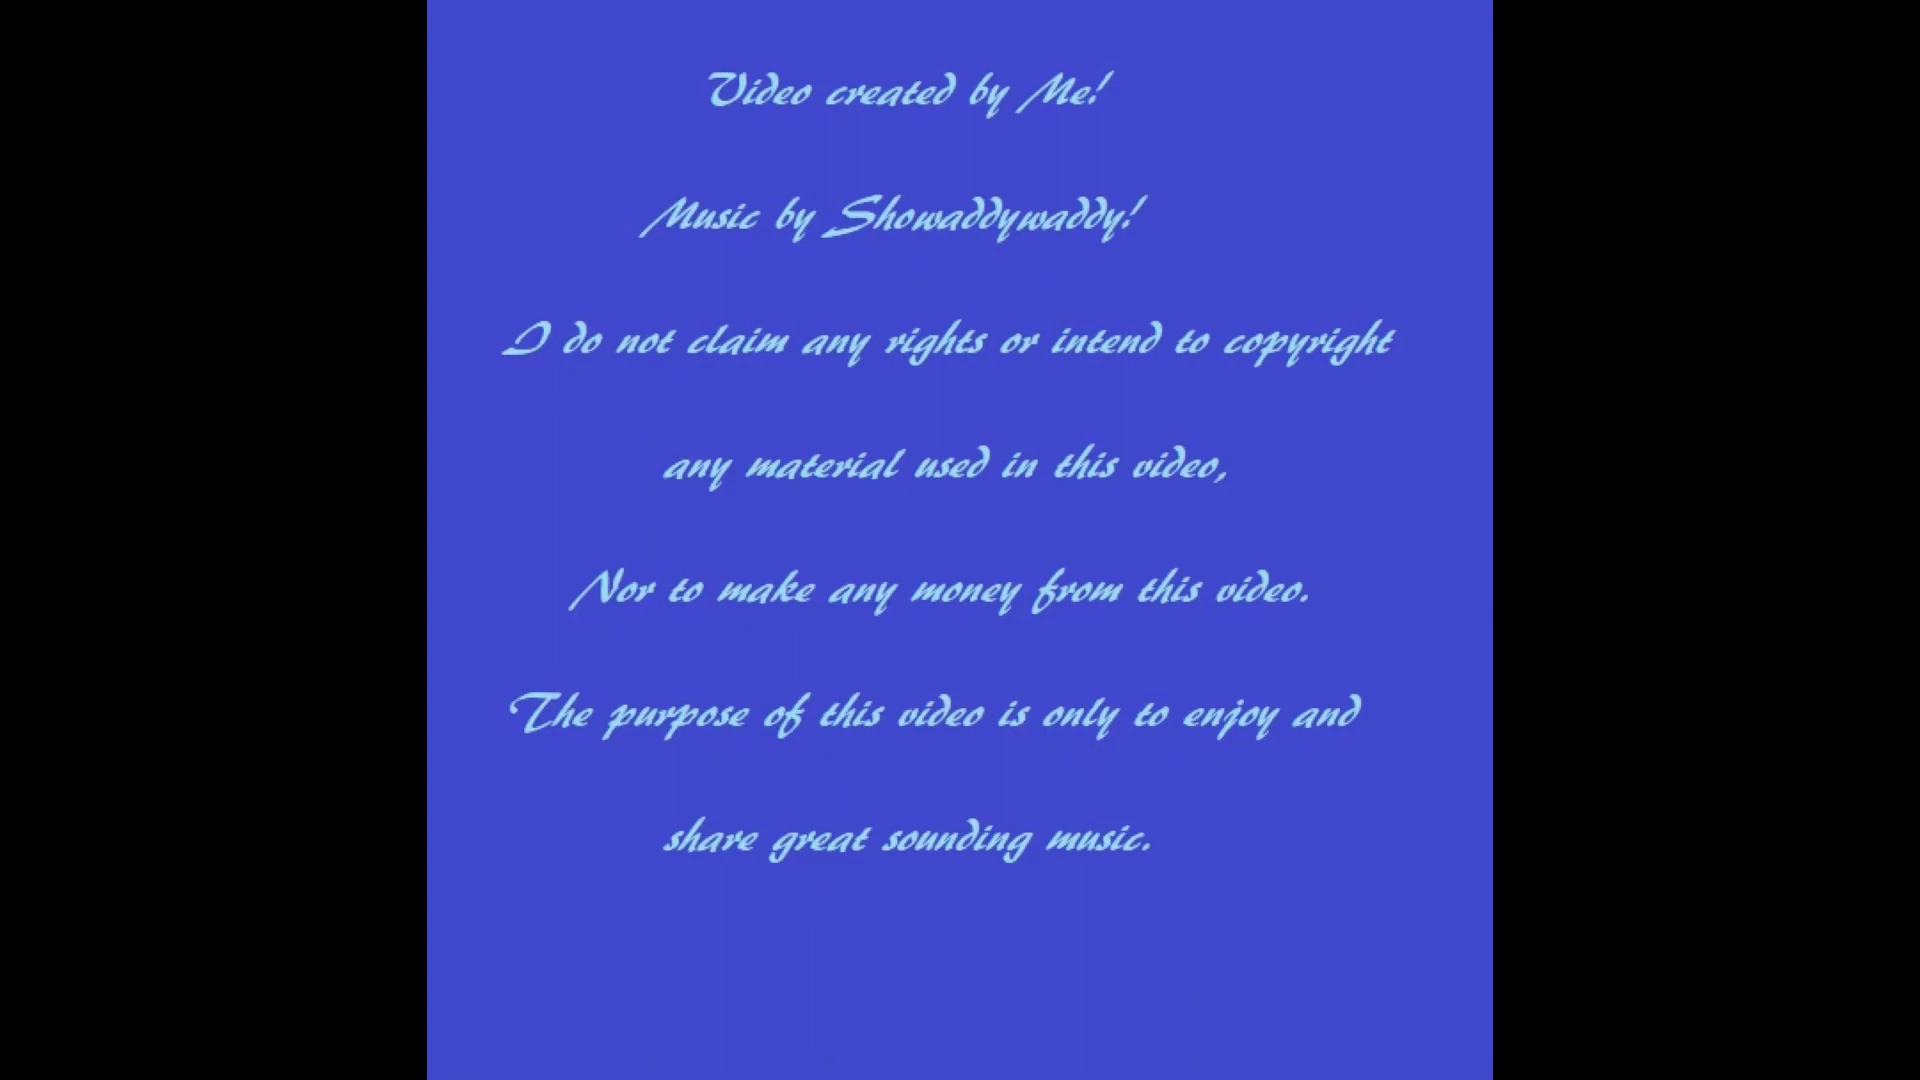 Video created by Me!
Music by Showaddywaddy!
I do not claim any rights or intend to copyright
any material used in this video,
Nor to make any money from this video.
The purpose of this video is only to enjoy and
share great sounding music.